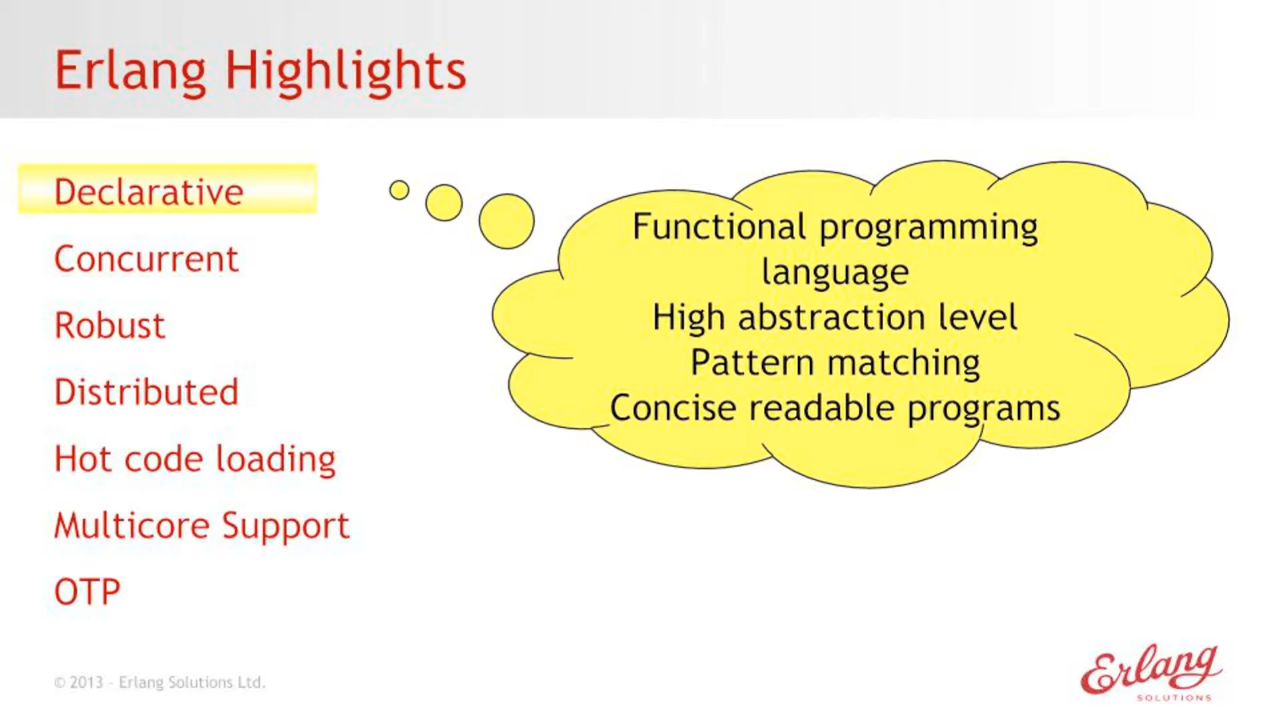 Erlang Highlights
Declarative
Concurrent
Robust
Distributed
Hot code loading
Multicore Support
OTP
Functional programming
language
High abstraction level
Pattern matching
Concise readable programs
© 2013 – Erlang Solutions Ltd.
Erlang
SOLUTIONS